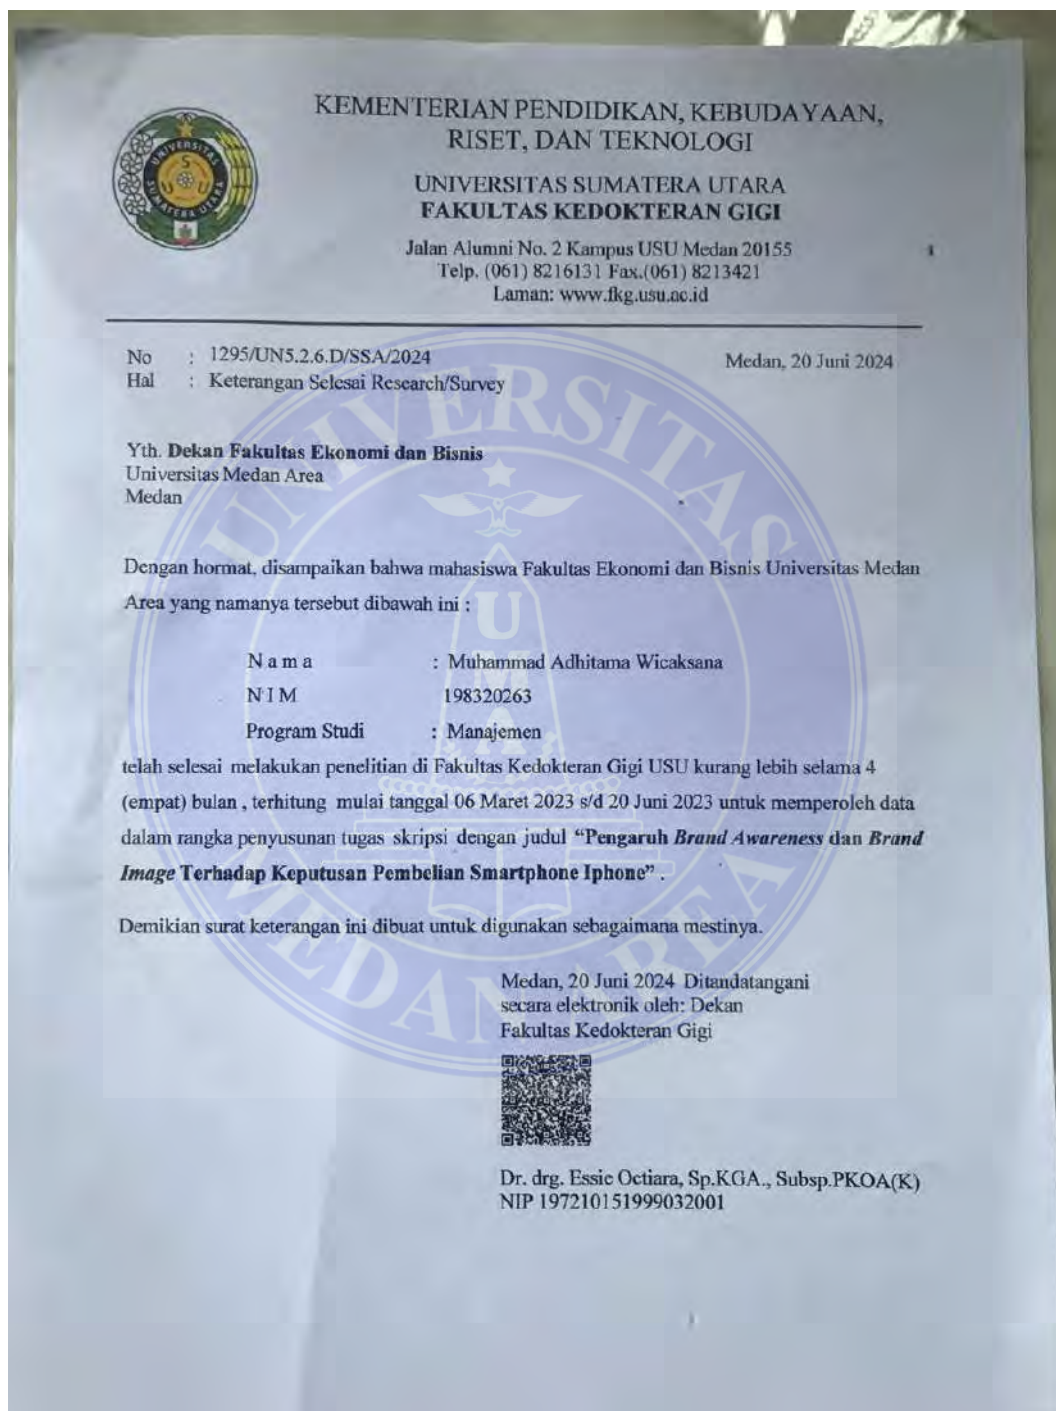 KEMENTERIAN PENDIDIKAN, KEBUDAYAAN,
RISET, DAN TEKNOLOGI
UNIVERSITAS SUMATERA UTARA
FAKULTAS KEDOKTERAN GIGI
Jalan Alumni No. 2 Kampus USU Medan 20155
Telp. (061) 8216131 Fax.(061) 8213421
Laman: www.fkg.usu.ac.id
UNIVERSITAS SUMATERA UTARA
U S U
No : 1295/UN5.2.6.D/SSA/2024 Medan, 20 Juni 2024
Hal : Keterangan Selesai Research/Survey
Yth. Dekan Fakultas Ekonomi dan Bisnis
Universitas Medan Area
Medan
Dengan hormat, disampaikan bahwa mahasiswa Fakultas Ekonomi dan Bisnis Universitas Medan
Area yang namanya tersebut dibawah ini :
N a m a : Muhammad Adhitama Wicaksana
N I M 198320263
Program Studi : Manajemen
telah selesai melakukan penelitian di Fakultas Kedokteran Gigi USU kurang lebih selama 4
(empat) bulan , terhitung mulai tanggal 06 Maret 2023 s/d 20 Juni 2023 untuk memperoleh data
dalam rangka penyusunan tugas skripsi dengan judul “Pengaruh Brand Awareness dan Brand
Image Terhadap Keputusan Pembelian Smartphone Iphone” .
Demikian surat keterangan ini dibuat untuk digunakan sebagaimana mestinya.
Medan, 20 Juni 2024 Ditandatangani
secara elektronik oleh: Dekan
Fakultas Kedokteran Gigi
Dr. drg. Essie Octiara, Sp.KGA., Subsp.PKOA(K)
NIP 197210151999032001
UNIVERSITAS
UMA
MEDAN AREA